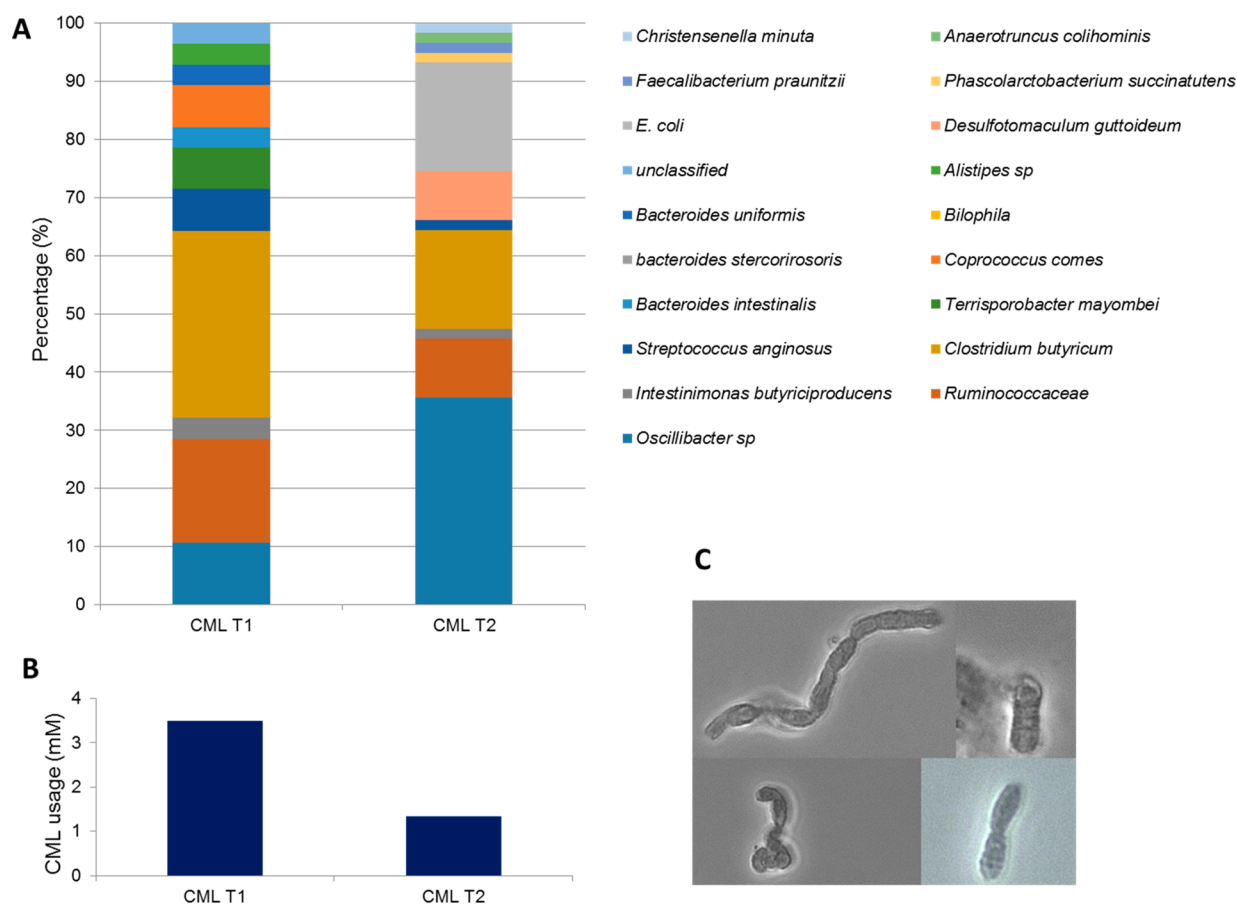 A
100
90
80
70
60
50
40
30
20
10
0
Percentage (%)
CML T1
CML T2
Christensenella minuta
Anaerotruncus colihominis
Faecalibacterium praunitzii
Phascolarctobacterium succinatutens
E. coli
Desulfotomaculum guttoideum
unclassified
Alistipes sp
Bacteroides uniformis
Bilophila
bacteroides stercorirosoris
Coprococcus comes
Bacteroides intestinalis
Terrisporobacter mayombei
Streptococcus anginosus
Clostridium butyricum
Intestinimonas butyriciproducens
Ruminococcaceae
Oscillibacter sp
B
4
3
2
1
0
CML usage (mM)
CML T1
CML T2
C